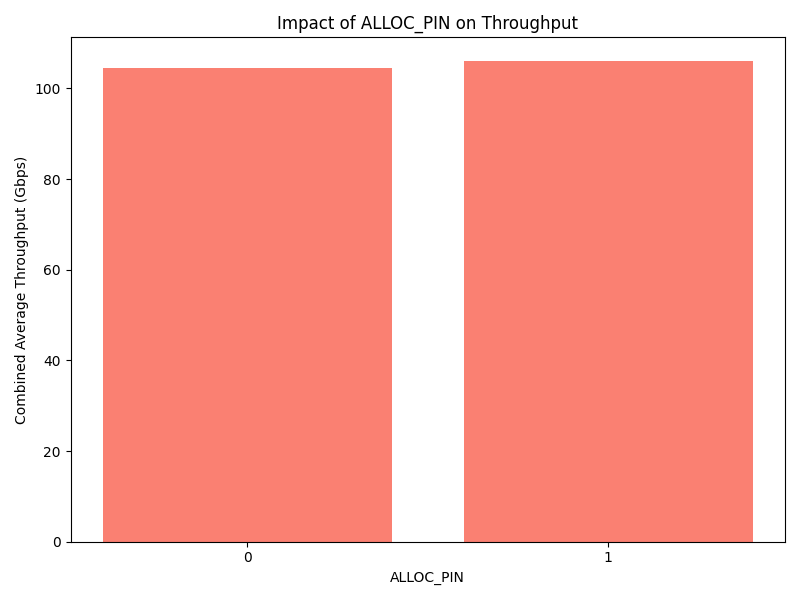 Impact of ALLOC_PIN on Throughput
Combined Average Throughput (Gbps)
100
80
60
40
20
0
0 1
ALLOC_PIN